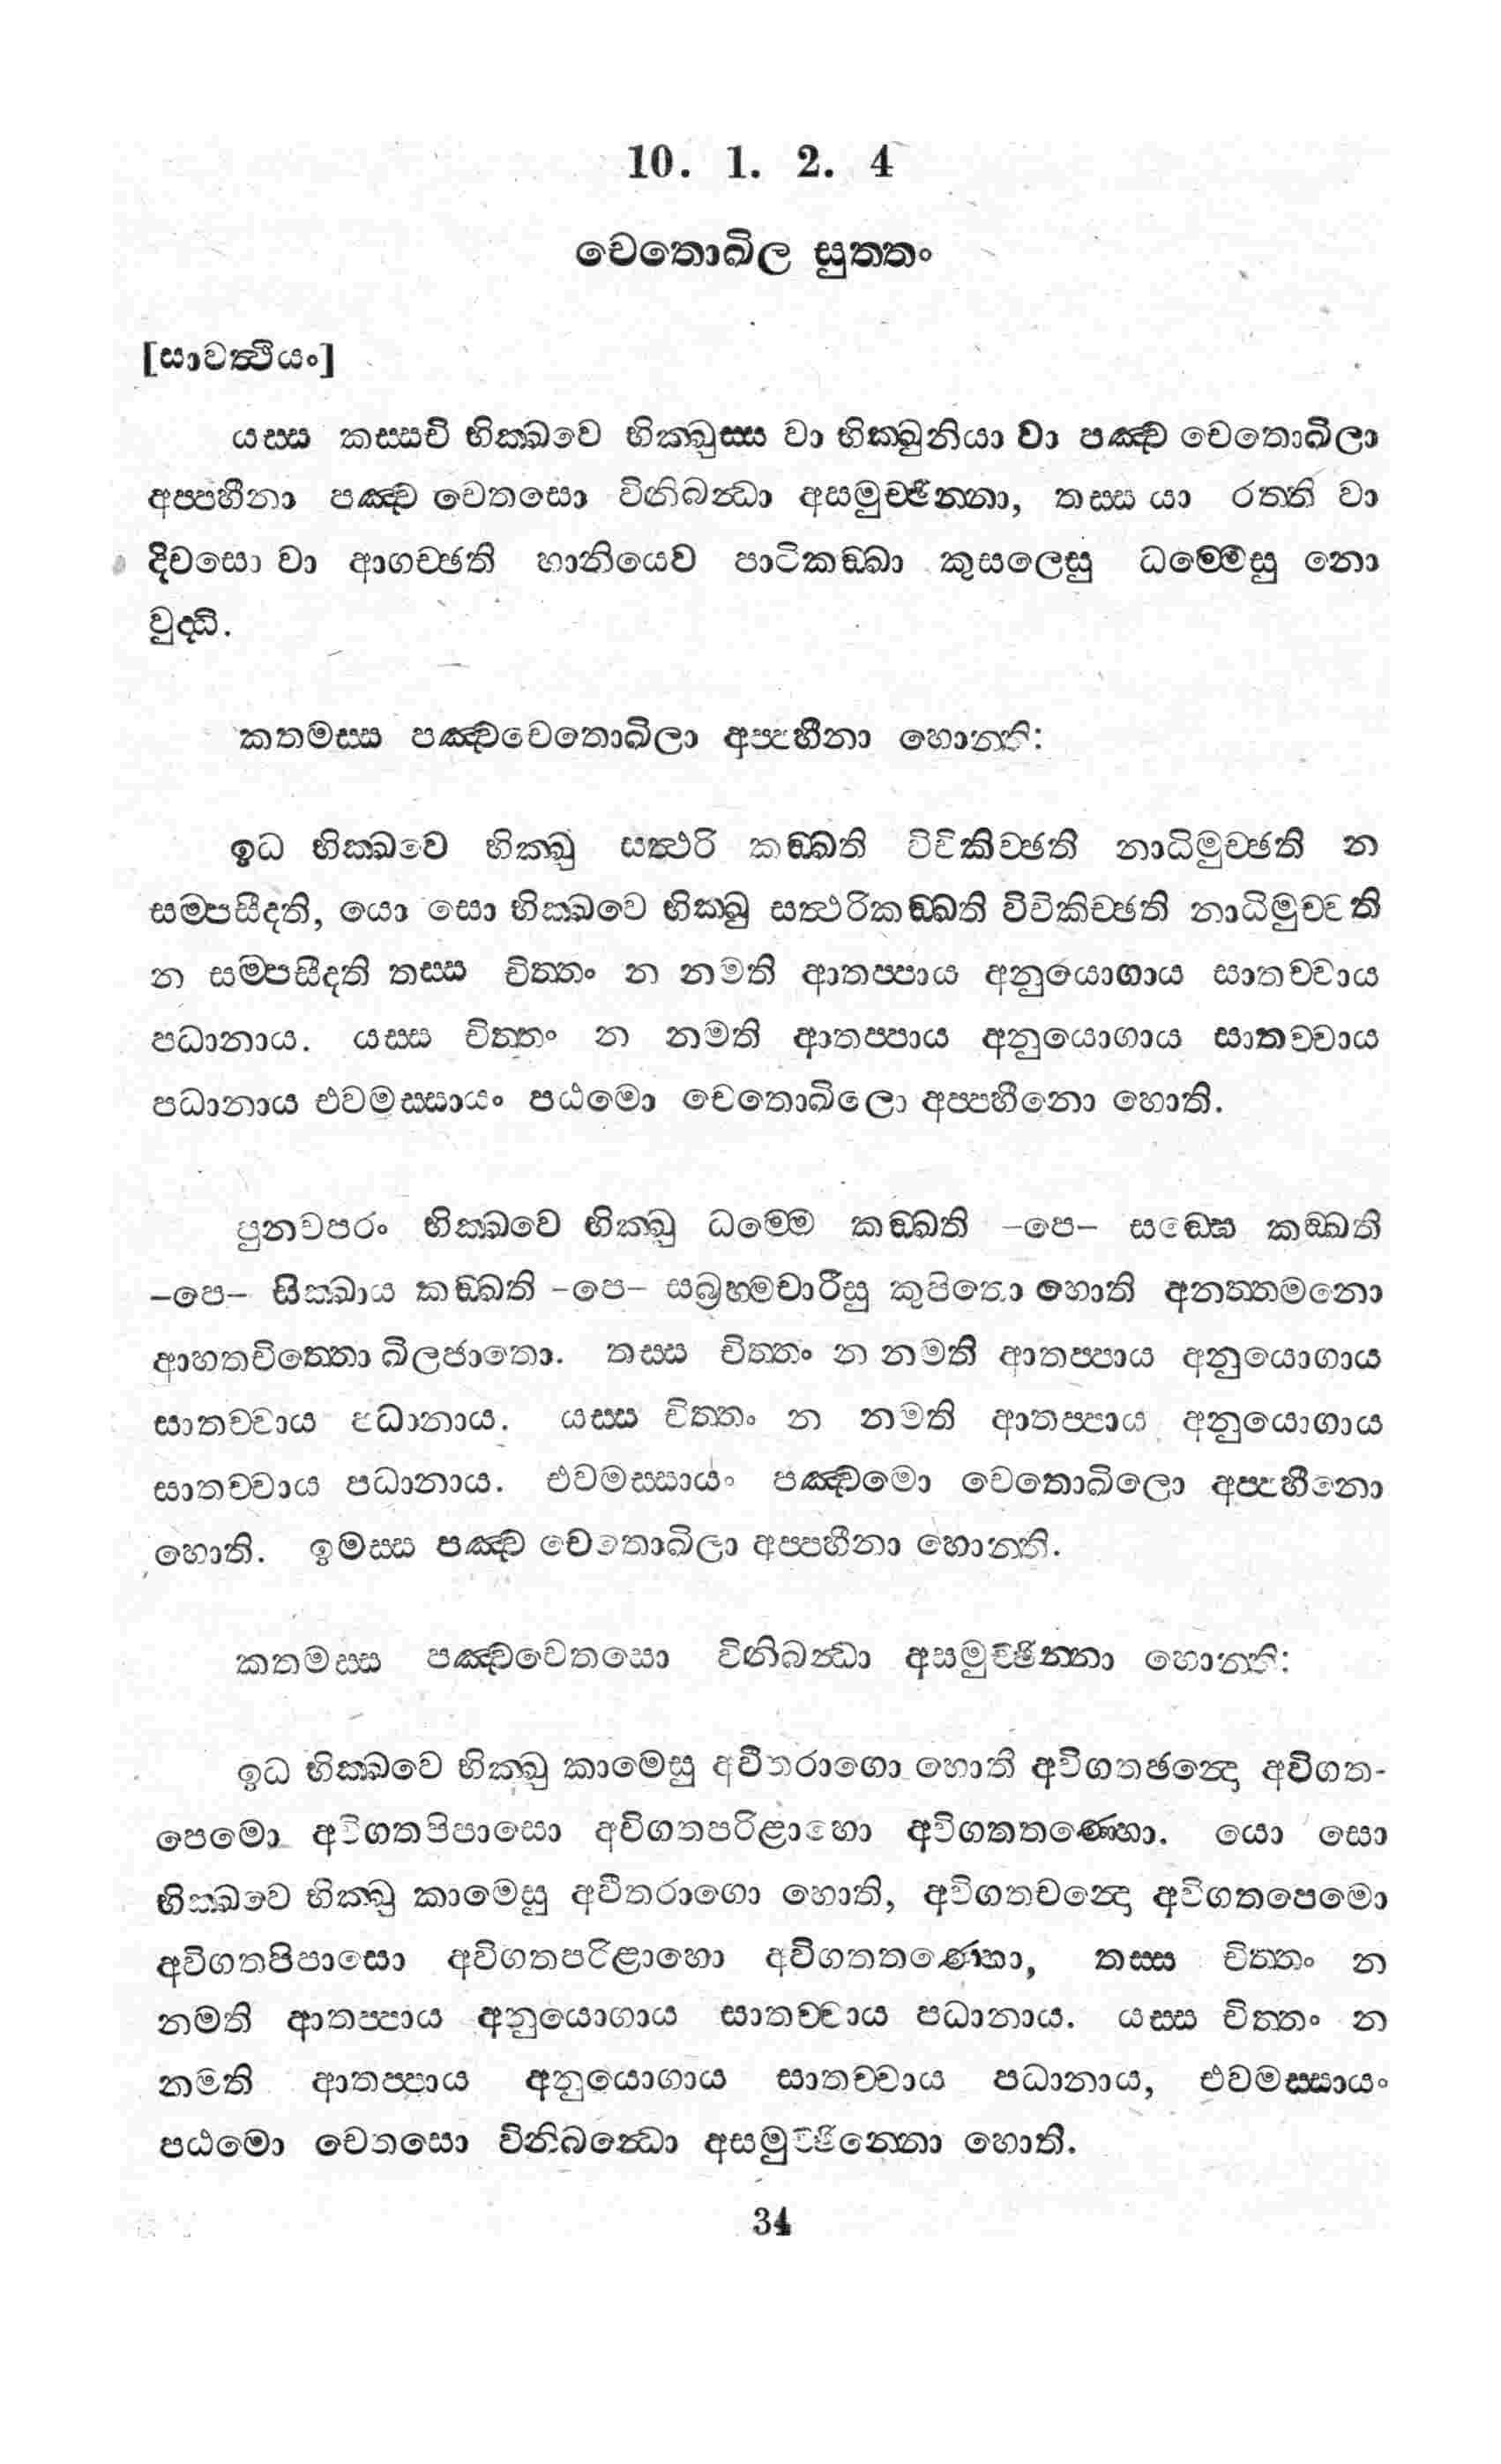 10. 1. 2. 4
චෙතොඛිල සුත්තං
[සාවත්ථියං]
යස්ස කස්සචි භික්ඛවෙ භික්ඛුස්ස වා භික්ඛුනියා වා පඤ්ච චෙතොඛිලා
අප්පහීනා පඤ්ච චෙතසො විනිබන්ධා අසමුච්ඡින්නා, තස්ස යා රත්ති වා
දිවසො වා ආගච්ඡති හානියෙව පාටිකඞ්ඛා කුසලෙසු ධම්මෙසු නො
වුද්ධි.
කතමස්ස පඤ්චචෙතොඛිලා අප්පහීනා හොන්ති:
ඉධ භික්ඛවෙ භික්ඛු සත්ථරි කඞ්ඛති විචිකිච්ඡති නාධිමුච්ඡති න
සම්පසීදති, යො සො භික්ඛවෙ භික්ඛු සත්ථරිකඞ්ඛති විචිකිච්ඡති නාධිමුච්චති
න සම්පසීදති තස්ස චිත්තං න නමති ආතප්පාය අනුයොගාය සාතච්චාය
පධානාය. යස්ස චිත්තං න නමති ආතප්පාය අනුයොගාය සාතච්චාය
පධානාය එවමස්සායං පඨමො චෙතොඛිලො අප්පහීනො හොති.
පුනචපරං භික්ඛවෙ භික්ඛු ධම්මෙ කඞ්ඛති –පෙ– සඞ්ඝෙ කඞ්ඛති
–පෙ– සික්ඛාය කඞ්ඛති –පෙ– සබ්‍රහ්මචාරීසු කුපිතො හොති අනත්තමනො
ආහතචිත්තො ඛිලජාතො. තස්ස චිත්තං න නමති ආතප්පාය අනුයොගාය
සාතච්චාය පධානාය. යස්ස චිත්තං න නමති ආතප්පාය අනුයොගාය
සාතච්චාය පධානාය. එවමස්සායං පඤ්චමො චෙතොඛිලො අප්පහීනො
හොති. ඉමස්ස පඤ්ච චෙතොඛිලා අප්පහීනා හොන්ති.
කතමස්ස පඤ්චචෙතසො විනිබන්ධා අසමුච්ඡින්නා හොන්ති:
ඉධ භික්ඛවෙ භික්ඛු කාමෙසු අවීතරාගො හොති අවිගතඡන්දො අවිගත-
පෙමො අවිගතපිපාසො අවිගතපරිළාහො අවිගතතණ්හො. යො සො
භික්ඛවෙ භික්ඛු කාමෙසු අවීතරාගො හොති, අවිගතචන්දො අවිගතපෙමො
අවිගතපිපාසො අවිගතපරිළාහො අවිගතතණ්හො, තස්ස චිත්තං න
නමති ආතප්පාය අනුයොගාය සාතච්චාය පධානාය. යස්ස චිත්තං න
නමති ආතප්පාය අනුයොගාය සාතච්චාය පධානාය, එවමස්සායං
පඨමො චෙතසො විනිබන්ධො අසමුච්ඡින්නො හොති.
34